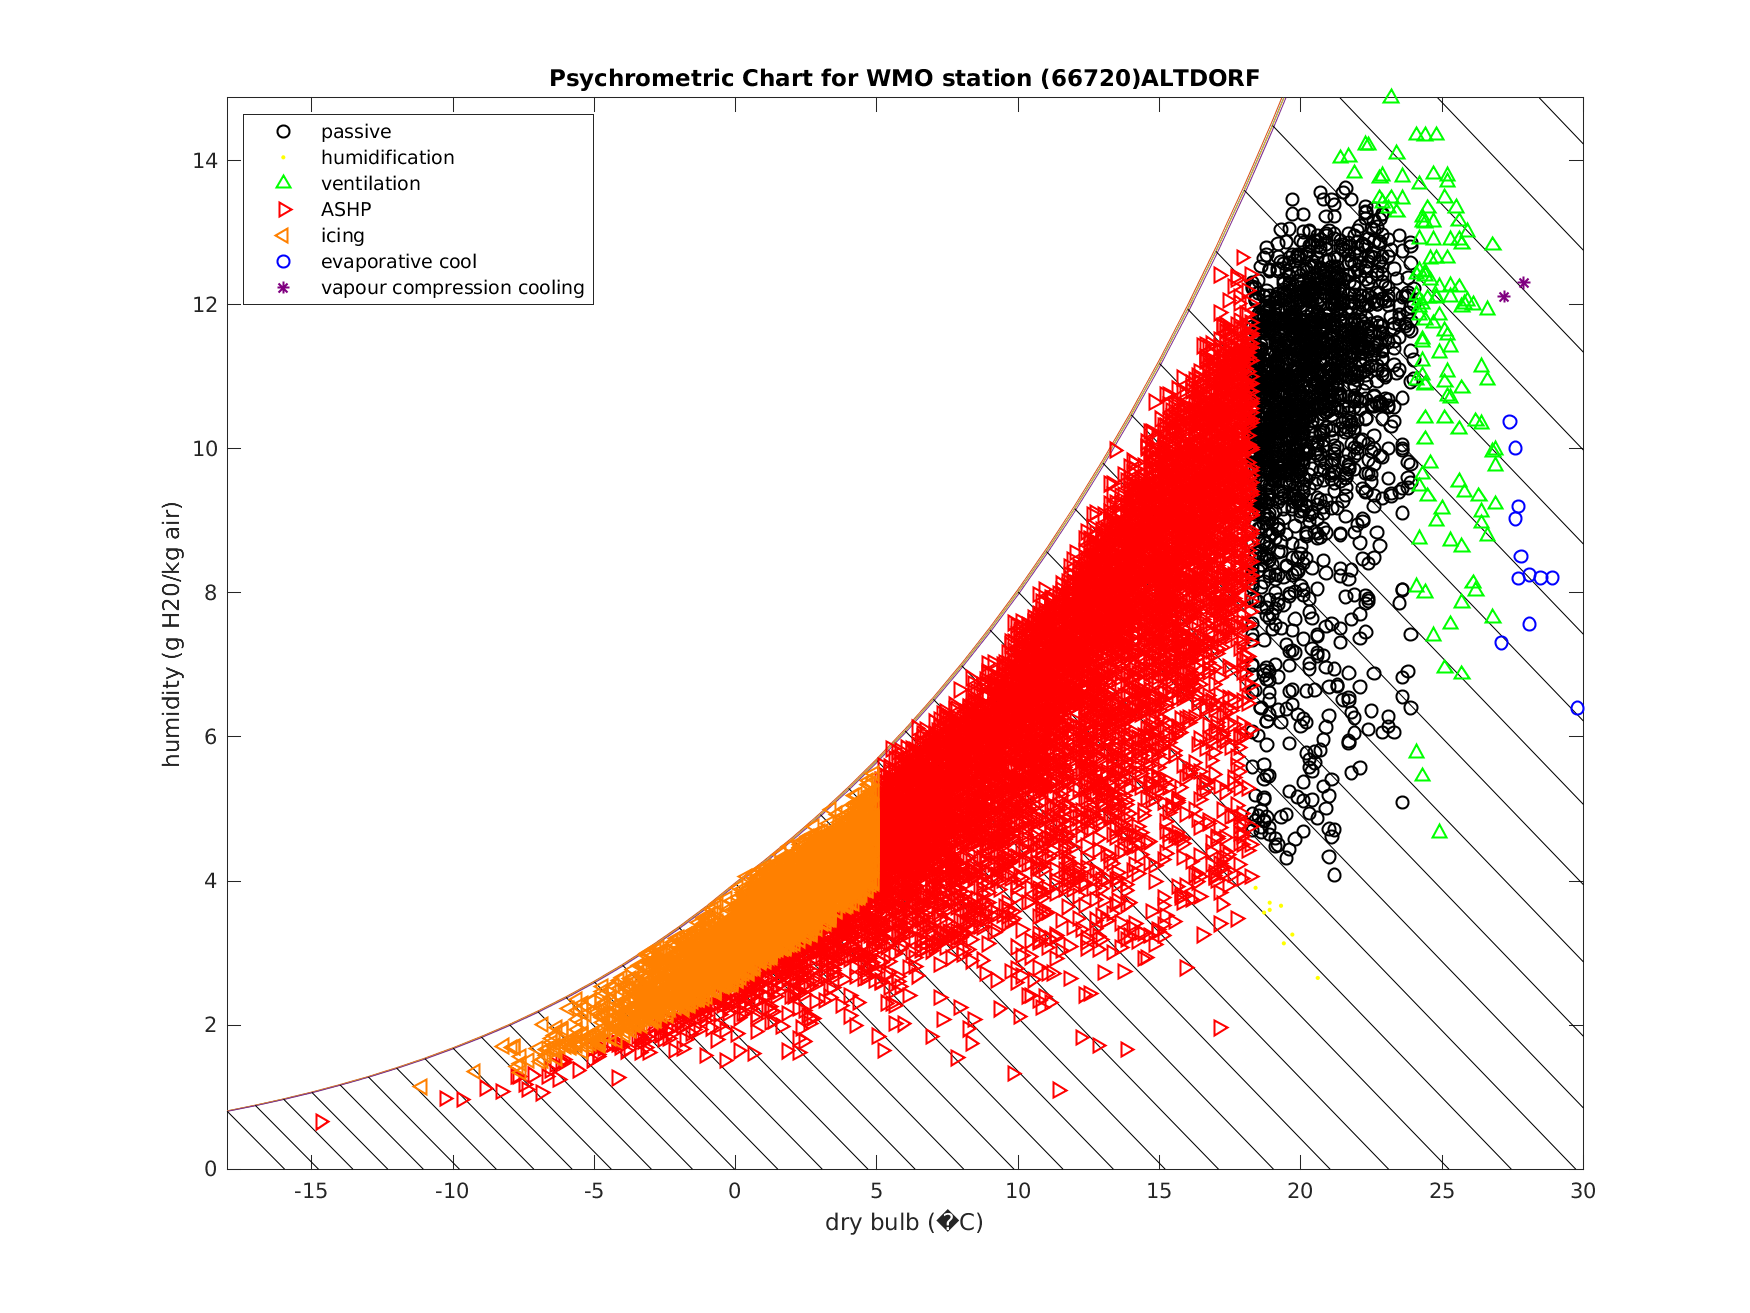 Psychrometric Chart for WMO station (66720)ALTDORF
passive
humidification
ventilation
ASHP
icing
evaporative cool
vapour compression cooling
humidity (g H20/kg air)
14
12
10
8
6
4
2
0
-15 -10 -5 0 5 10 15 20 25 30
dry bulb (�C)